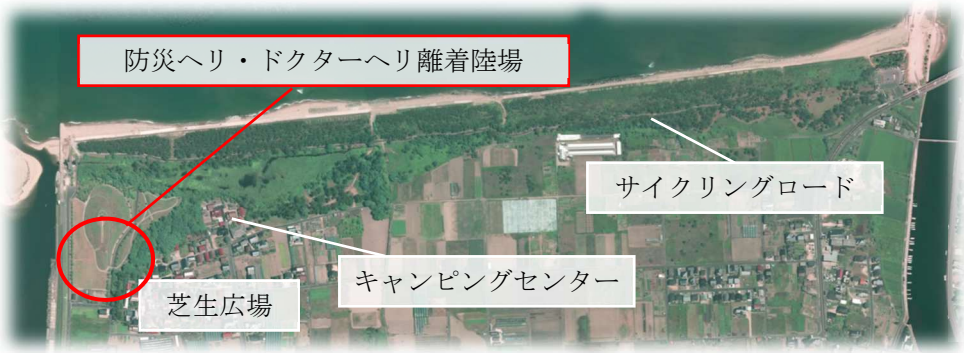 防災ヘリ・ドクターヘリ離着陸場
サイクリングロード
キャンピングセンター
芝生広場